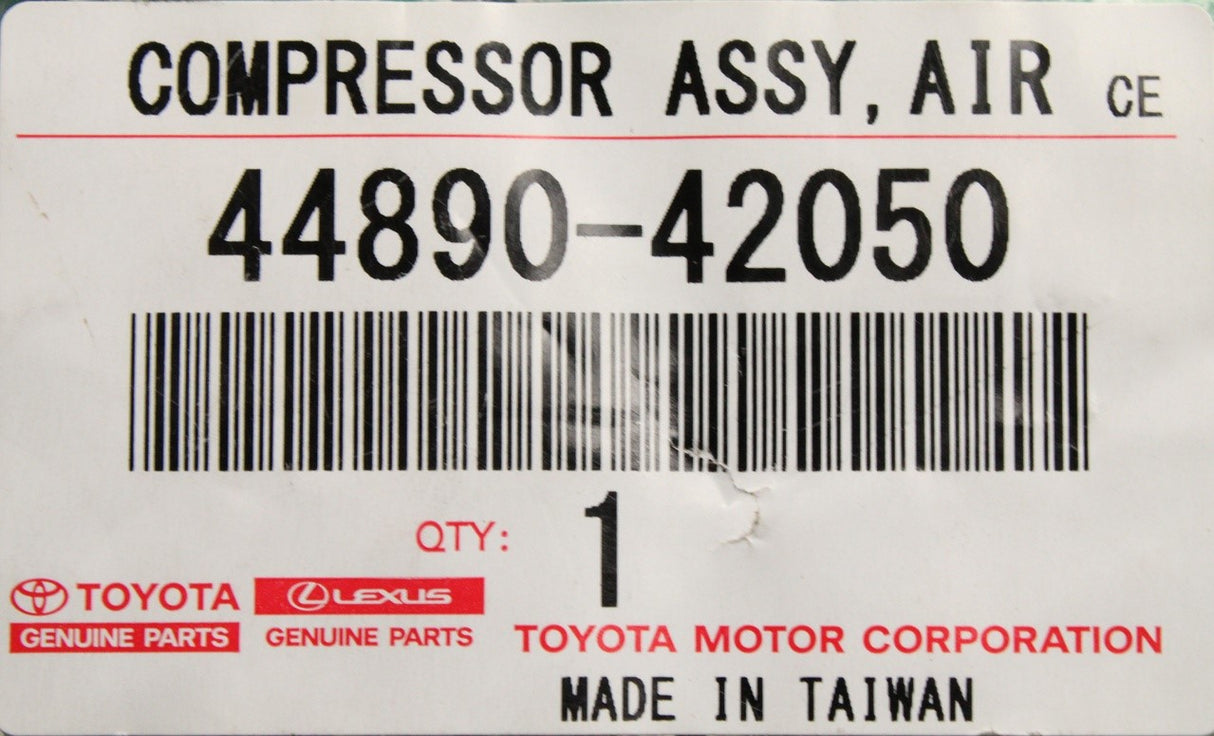 COMPRESSOR ASSY, AIR CE
44890-42050
QTY: 1
TOYOTA LEXUS
GENUINE PARTS GENUINE PARTS TOYOTA MOTOR CORPORATION
MADE IN TAIWAN